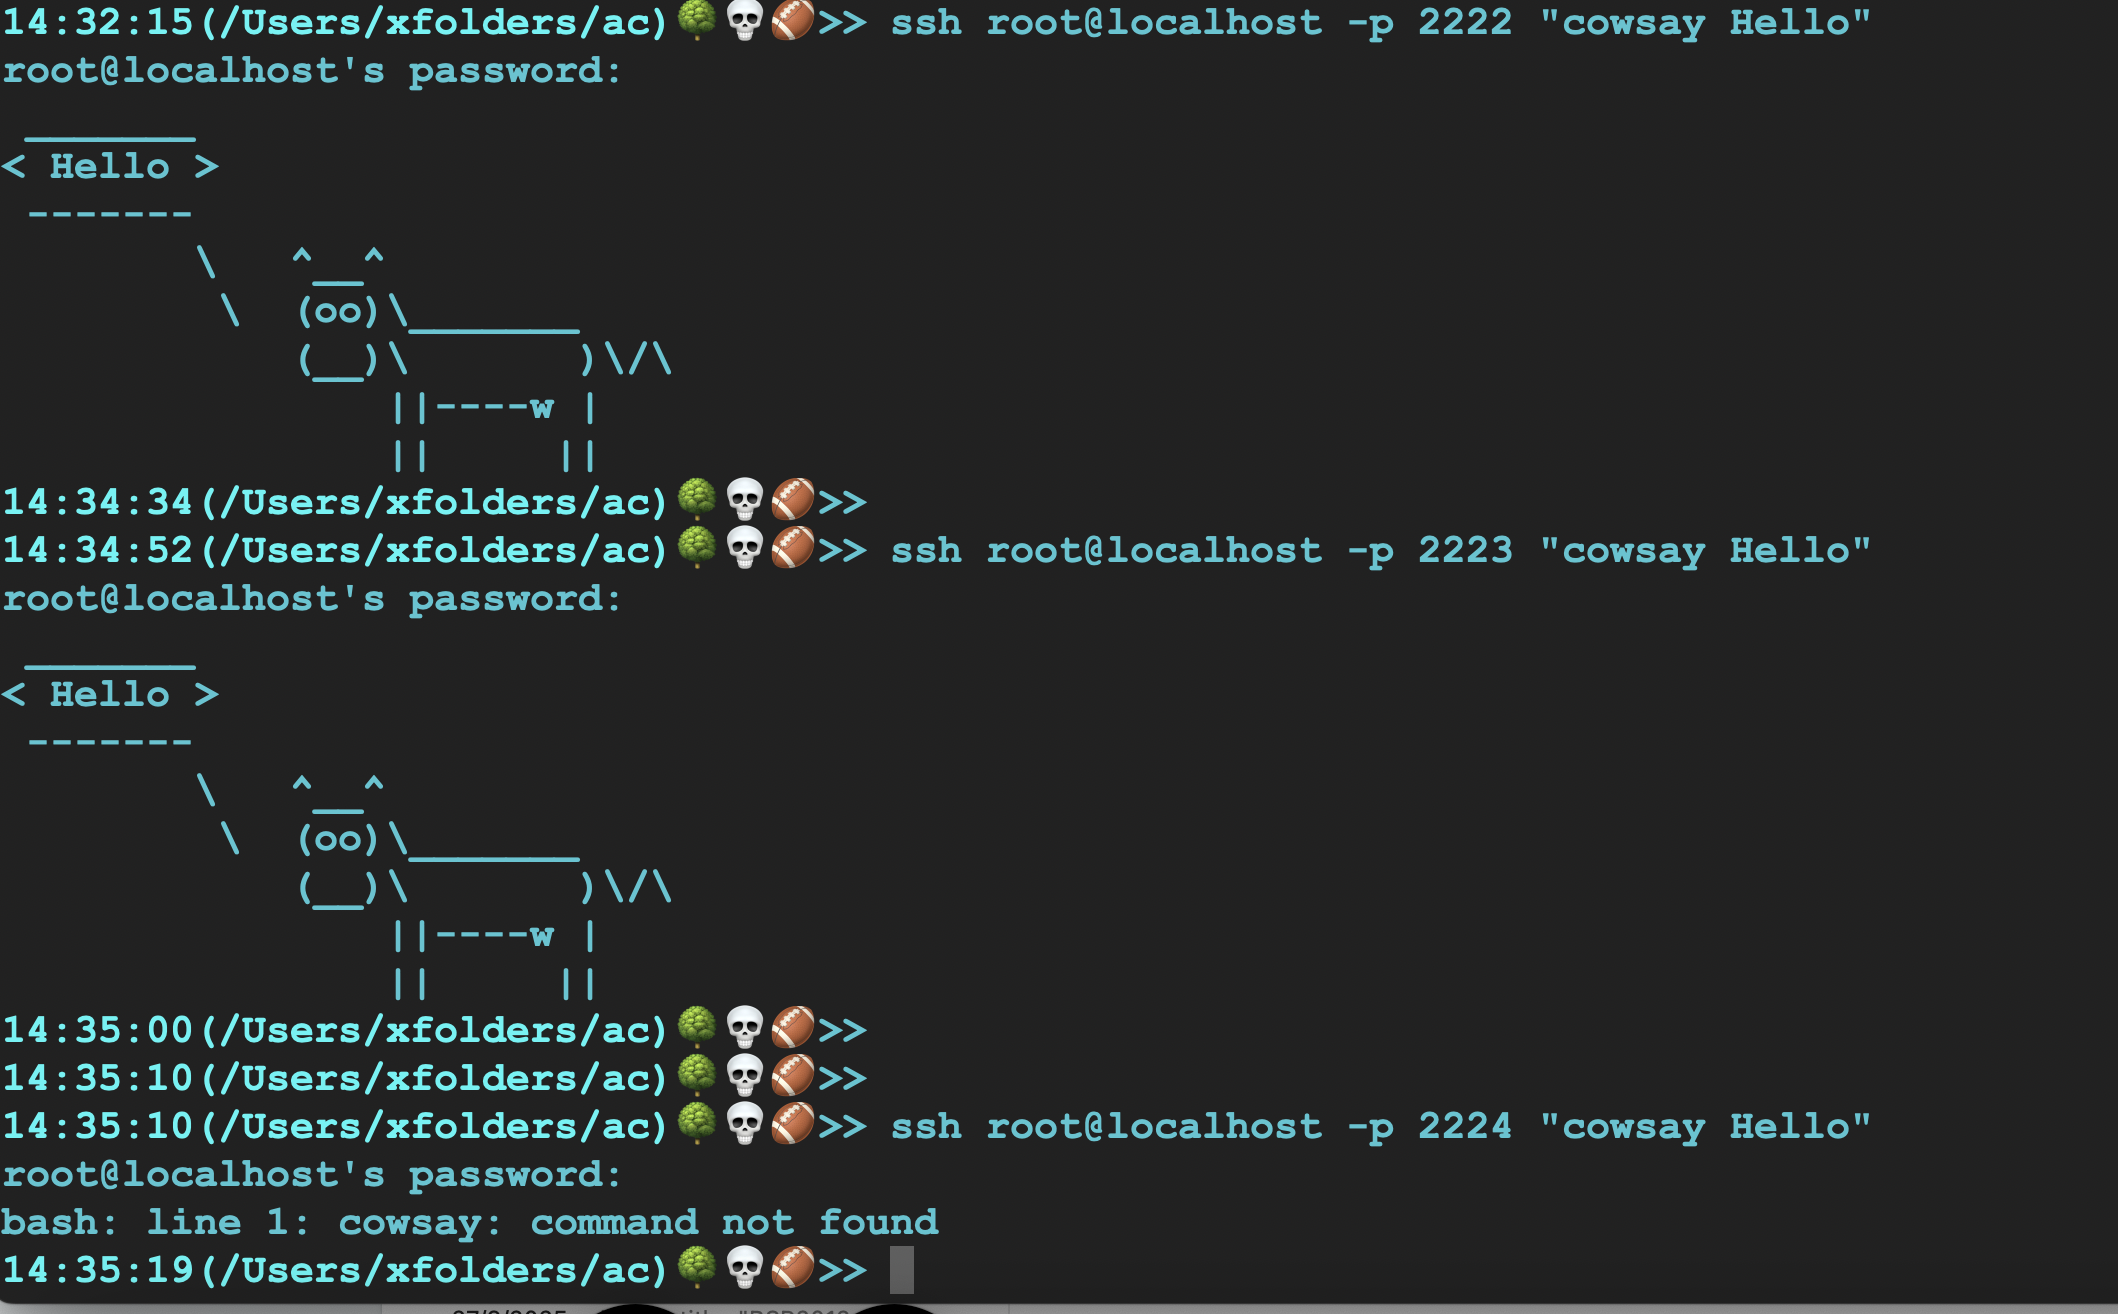 14:32:15(/Users/xfolders/ac)🌳💀🏈>> ssh root@localhost -p 2222 "cowsay Hello"
root@localhost's password:
 _______
< Hello >
 -------
        \   ^__^
         \  (oo)\_______
            (__)\       )\/\
                ||----w |
                ||     ||
14:34:34(/Users/xfolders/ac)🌳💀🏈>>
14:34:52(/Users/xfolders/ac)🌳💀🏈>> ssh root@localhost -p 2223 "cowsay Hello"
root@localhost's password:
 _______
< Hello >
 -------
        \   ^__^
         \  (oo)\_______
            (__)\       )\/\
                ||----w |
                ||     ||
14:35:00(/Users/xfolders/ac)🌳💀🏈>>
14:35:10(/Users/xfolders/ac)🌳💀🏈>>
14:35:10(/Users/xfolders/ac)🌳💀🏈>> ssh root@localhost -p 2224 "cowsay Hello"
root@localhost's password:
bash: line 1: cowsay: command not found
14:35:19(/Users/xfolders/ac)🌳💀🏈>>